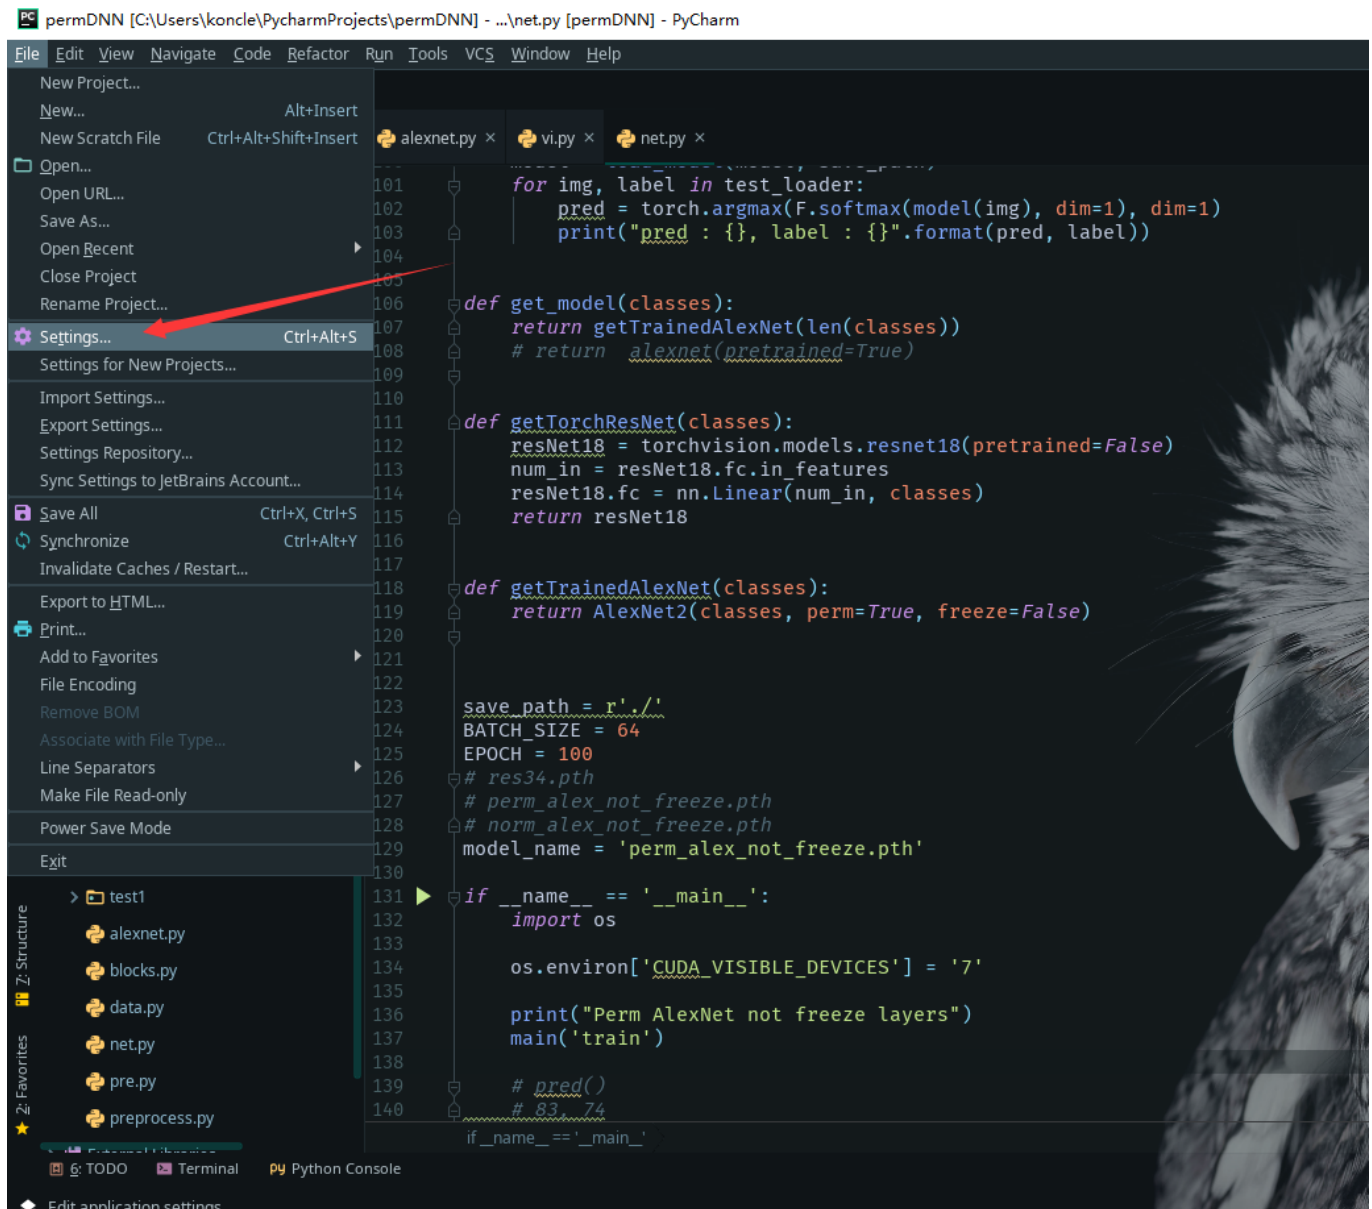 permDNN [C:\Users\koncle\PycharmProjects\permDNN] - ...\net.py [permDNN] - PyCharm
File Edit View Navigate Code Refactor Run Tools VCS Window Help
New Project...
New... Alt+Insert
New Scratch File Ctrl+Alt+Shift+Insert
Open...
Open URL...
Save As...
Open Recent
Close Project
Rename Project...
Settings... Ctrl+Alt+S
Settings for New Projects...
Import Settings...
Export Settings...
Settings Repository...
Sync Settings to JetBrains Account...
Save All Ctrl+X, Ctrl+S
Synchronize Ctrl+Alt+Y
Invalidate Caches / Restart...
Export to HTML...
Print...
Add to Favorites
File Encoding
Remove BOM
Associate with File Type...
Line Separators
Make File Read-only
Power Save Mode
Exit
test1
alexnet.py
blocks.py
data.py
net.py
pre.py
preprocess.py
External Libraries
7: Structure
2: Favorites
alexnet.py × vi.py × net.py ×
101 for img, label in test_loader:
102 pred = torch.argmax(F.softmax(model(img), dim=1), dim=1)
103 print("pred : {}, label : {}".format(pred, label))
104
105
106 def get_model(classes):
107 return getTrainedAlexNet(len(classes))
108 # return alexnet(pretrained=True)
109
110
111 def getTorchResNet(classes):
112 resNet18 = torchvision.models.resnet18(pretrained=False)
113 num_in = resNet18.fc.in_features
114 resNet18.fc = nn.Linear(num_in, classes)
115 return resNet18
116
117
118 def getTrainedAlexNet(classes):
119 return AlexNet2(classes, perm=True, freeze=False)
120
121
122
123 save_path = r'./'
124 BATCH_SIZE = 64
125 EPOCH = 100
126 # res34.pth
127 # perm_alex_not_freeze.pth
128 # norm_alex_not_freeze.pth
129 model_name = 'perm_alex_not_freeze.pth'
130
131 if __name__ == '__main__':
132 import os
133
134 os.environ['CUDA_VISIBLE_DEVICES'] = '7'
135
136 print("Perm AlexNet not freeze layers")
137 main('train')
138
139 # pred()
140 # 83, 74
if __name__ == '__main__'
6: TODO Terminal Python Console
Edit application settings